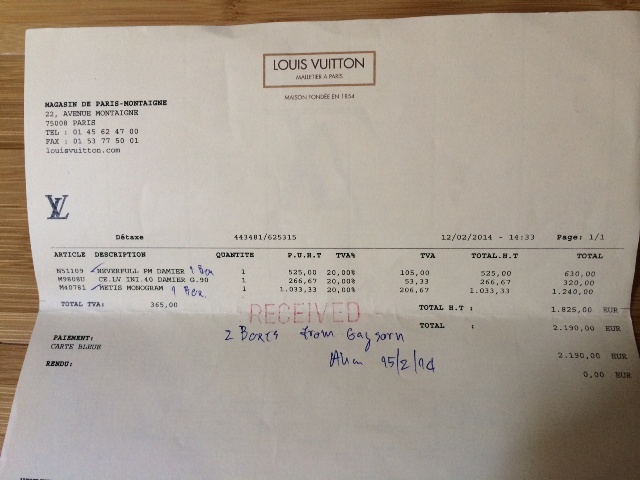 LOUIS VUITTON
MALLETIER A PARIS
MAISON FONDÉE EN 1854
MAGASIN DE PARIS-MONTAIGNE
22, AVENUE MONTAIGNE
75008 PARIS
TEL : 01 45 62 47 00
FAX : 01 53 77 50 01
louisvuitton.com
LV
Détaxe 443481/625315 12/02/2014 - 14:33 Page: 1/1
ARTICLE DESCRIPTION QUANTITE P.U.H.T TVA% TVA TOTAL.H.T TOTAL
N51109 NEVERFULL PM DAMIER 1 Box 1 525,00 20,00% 105,00 525,00 630,00
M9808U CE.LV INI.40 DAMIER G.90 1 266,67 20,00% 53,33 266,67 320,00
M40781 METIS MONOGRAM 1 Box. 1 1.033,33 20,00% 206,67 1.033,33 1.240,00
TOTAL TVA: 365,00 TOTAL H.T : 1.825,00 EUR
RECEIVED
TOTAL : 2.190,00 EUR
2 Boxes from Gaysorn
PAIEMENT:
CARTE BLEUE 2.190,00 EUR
15/2/14
RENDU: 0,00 EUR